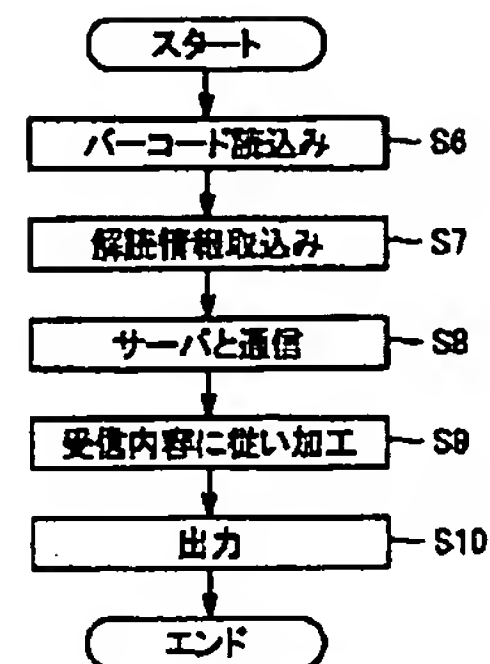 スタート
バーコード読込み S6
解読情報取込み S7
サーバと通信 S8
受信内容に従い加工 S9
出力 S10
エンド